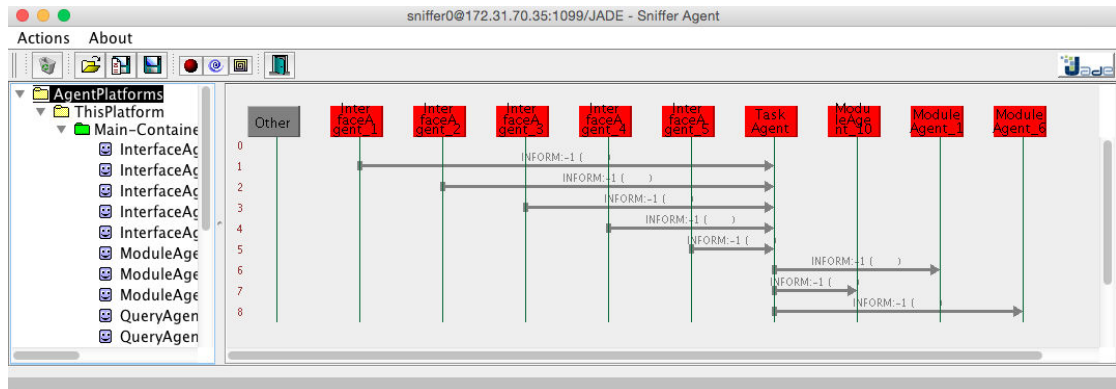 sniffer0@172.31.70.35:1099/JADE - Sniffer Agent
Actions About
Jade
AgentPlatforms
ThisPlatform
Main-Containe
InterfaceAg
InterfaceAg
InterfaceAg
InterfaceAg
InterfaceAg
ModuleAge
ModuleAge
ModuleAge
QueryAgen
QueryAgen
Other
Inter
faceA
gent_1
Inter
faceA
gent_2
Inter
faceA
gent_3
Inter
faceA
gent_4
Inter
faceA
gent_5
Task
Agent
Modu
leAge
nt_10
Module
Agent_1
Module
Agent_6
0
1
INFORM:-1 ( )
2
INFORM:-1 ( )
3
INFORM:-1 (
4
INFORM:-1 ( )
5
INFORM:-1 (
6
INFORM:-1 ( )
7
INFORM:-1 (
8
INFORM:-1 ( )